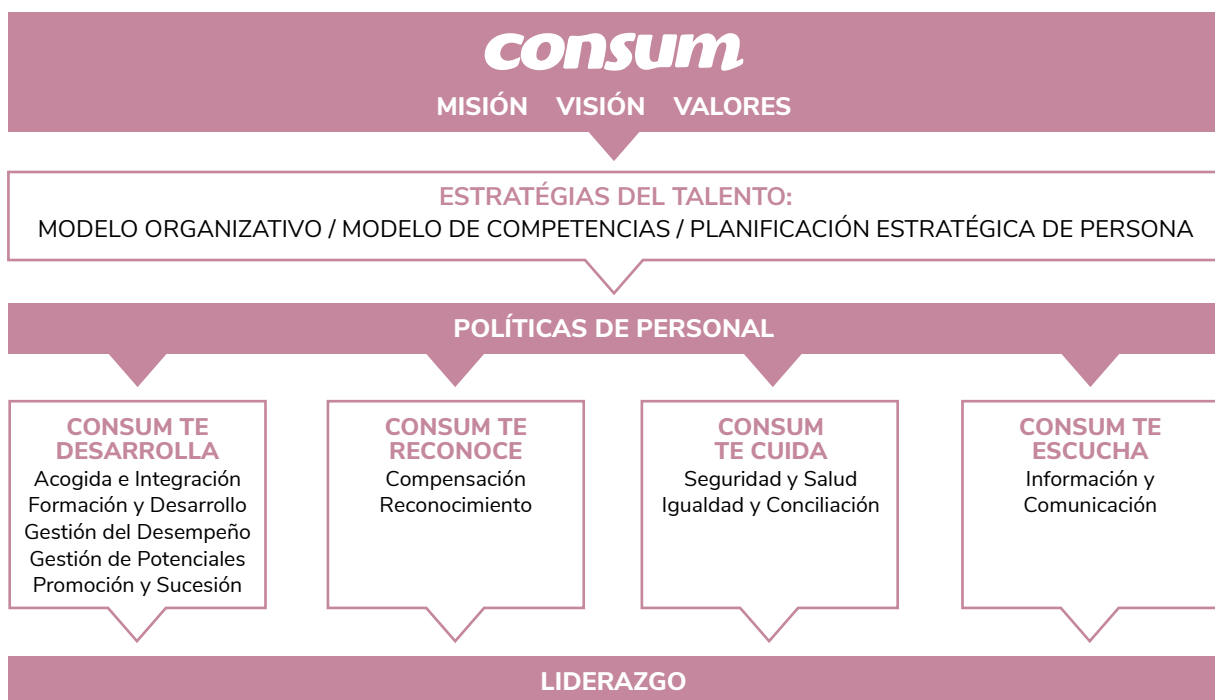 consum
MISIÓN VISIÓN VALORES
ESTRATÉGIAS DEL TALENTO:
MODELO ORGANIZATIVO / MODELO DE COMPETENCIAS / PLANIFICACIÓN ESTRATÉGICA DE PERSONA
POLÍTICAS DE PERSONAL
CONSUM TE
DESARROLLA
Acogida e Integración
Formación y Desarrollo
Gestión del Desempeño
Gestión de Potenciales
Promoción y Sucesión
CONSUM TE
RECONOCE
Compensación
Reconocimiento
CONSUM
TE CUIDA
Seguridad y Salud
Igualdad y Conciliación
CONSUM TE
ESCUCHA
Información y
Comunicación
LIDERAZGO